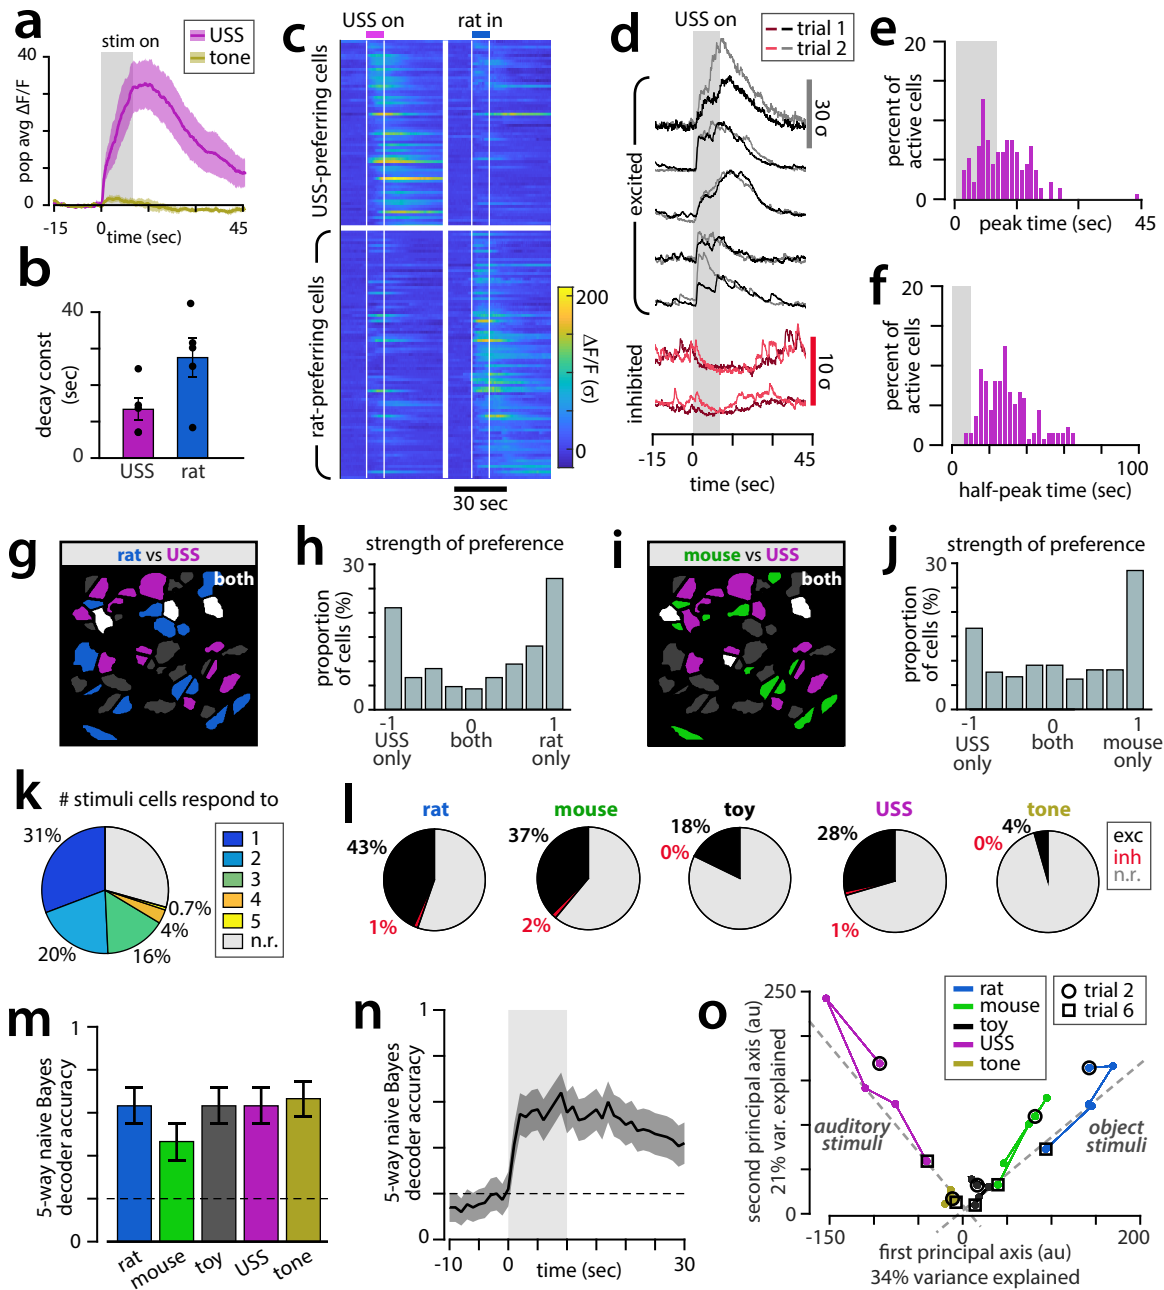 a
USS
tone
stim on
40
0
pop avg ΔF/F
-15
0
time (sec)
45
b
40
0
decay const
(sec)
USS
rat
c
USS on
rat in
USS-preferring cells
rat-preferring cells
200
0
ΔF/F (σ)
30 sec
d
USS on
trial 1
trial 2
excited
30 σ
inhibited
10 σ
-15
0
45
time (sec)
e
20
0
percent of
active cells
0
peak time (sec)
45
f
20
0
percent of
active cells
0
100
half-peak time (sec)
g
rat vs USS
both
h
strength of preference
30
0
proportion
of cells (%)
-1
0
1
USS
only
both
rat
only
i
mouse vs USS
both
j
strength of preference
30
0
proportion
of cells (%)
-1
0
1
USS
only
both
mouse
only
k
# stimuli cells respond to
31%
20%
16%
4%
0.7%
1
2
3
4
5
n.r.
l
rat
43%
1%
mouse
37%
2%
toy
18%
0%
USS
28%
1%
tone
4%
0%
exc
inh
n.r.
m
1
0
5-way naive Bayes
decoder accuracy
rat
mouse
toy
USS
tone
n
1
0
5-way naive Bayes
decoder accuracy
-10
0
time (sec)
30
o
250
0
second principal axis (au)
21% var. explained
rat
mouse
toy
USS
tone
trial 2
trial 6
auditory
stimuli
object
stimuli
-150
0
200
first principal axis (au)
34% variance explained